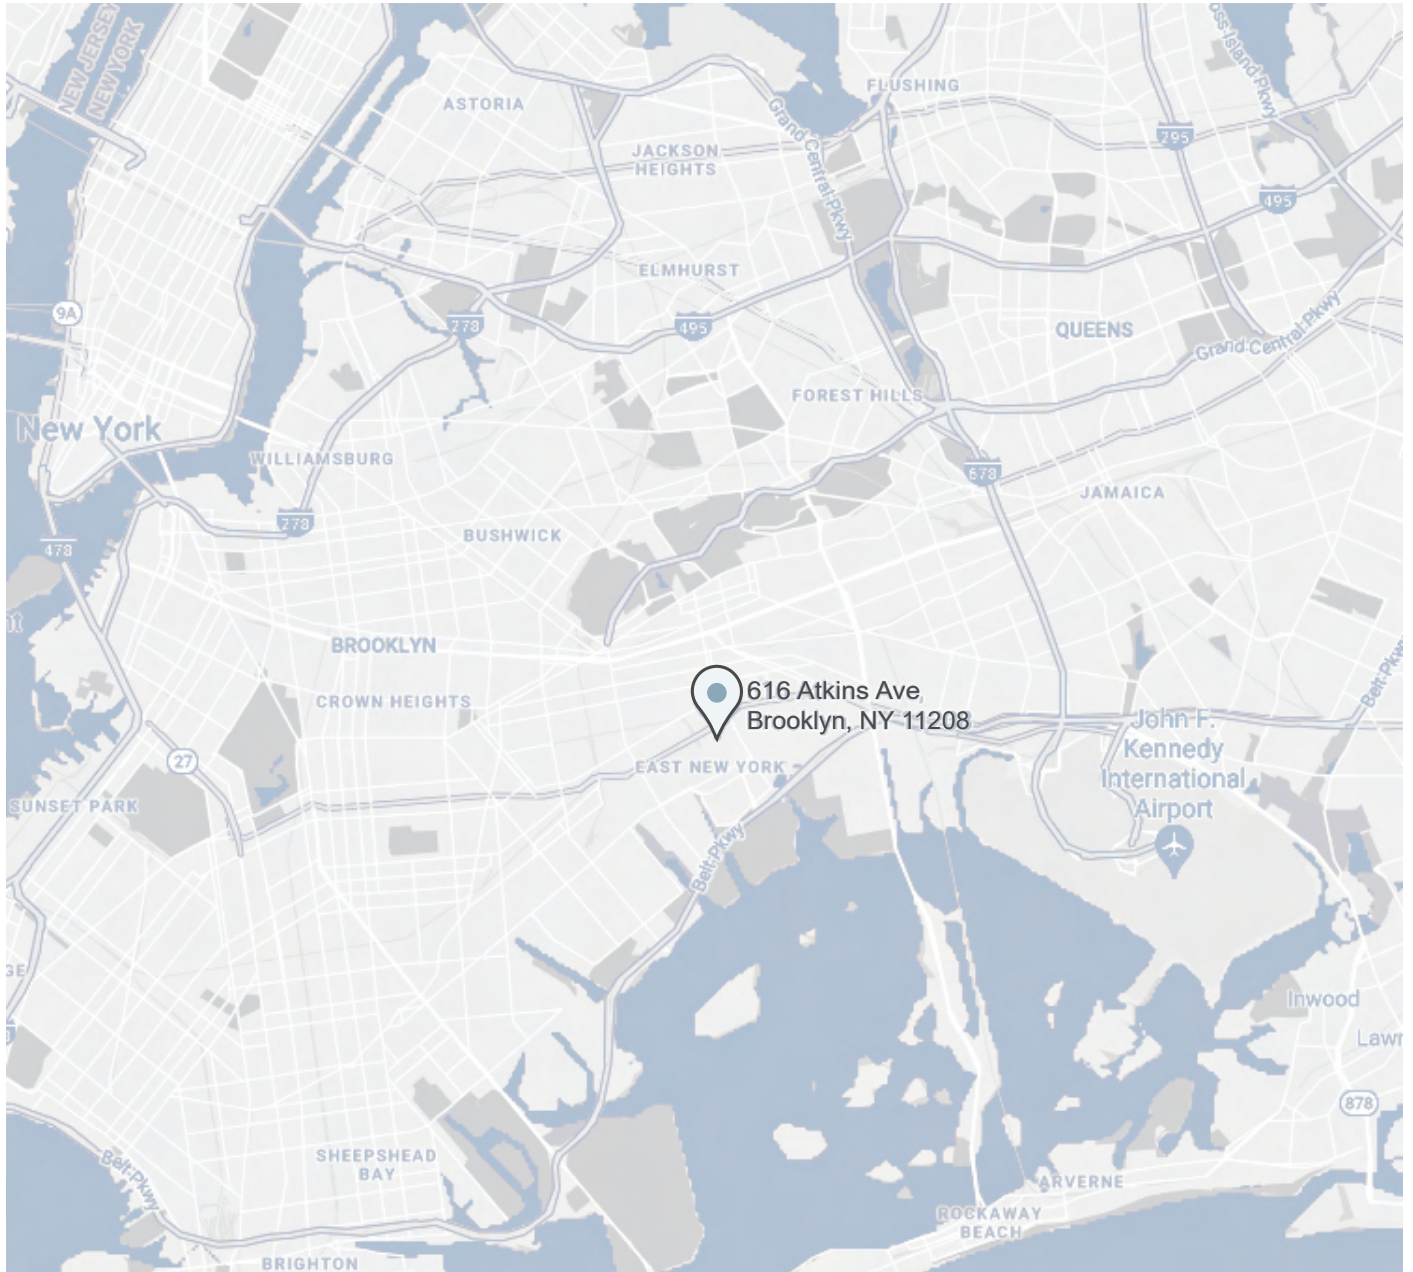 NEW JERSEY
NEW YORK
ASTORIA
FLUSHING
Grand Central Pkwy
JACKSON
HEIGHTS
295
495
ELMHURST
9A
278
495
QUEENS
Grand Central Pkwy
FOREST HILLS
New York
WILLIAMSBURG
678
JAMAICA
278
BUSHWICK
478
BROOKLYN
Belt Pkwy
CROWN HEIGHTS
616 Atkins Ave
Brooklyn, NY 11208
John F.
Kennedy
International
Airport
27
EAST NEW YORK
SUNSET PARK
Belt Pkwy
Inwood
878
SHEEPSHEAD
BAY
Belt Pkwy
ARVERNE
ROCKAWAY
BEACH
BRIGHTON